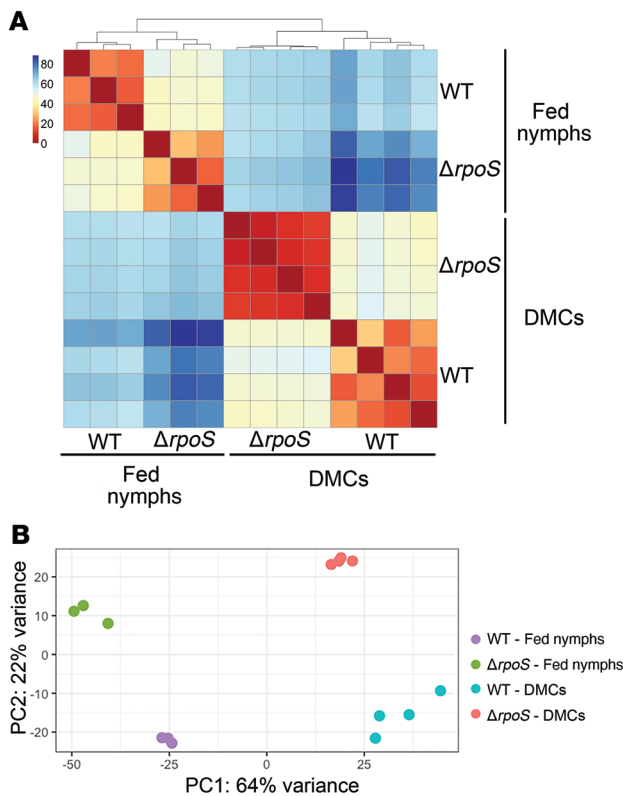 A
80
60
40
20
0
WT
Fed
nymphs
ΔrpoS
ΔrpoS
DMCs
WT
WT
ΔrpoS
ΔrpoS
WT
Fed
nymphs
DMCs
B
PC2: 22% variance
20
10
0
-10
-20
-50
-25
0
25
PC1: 64% variance
WT - Fed nymphs
ΔrpoS - Fed nymphs
WT - DMCs
ΔrpoS - DMCs